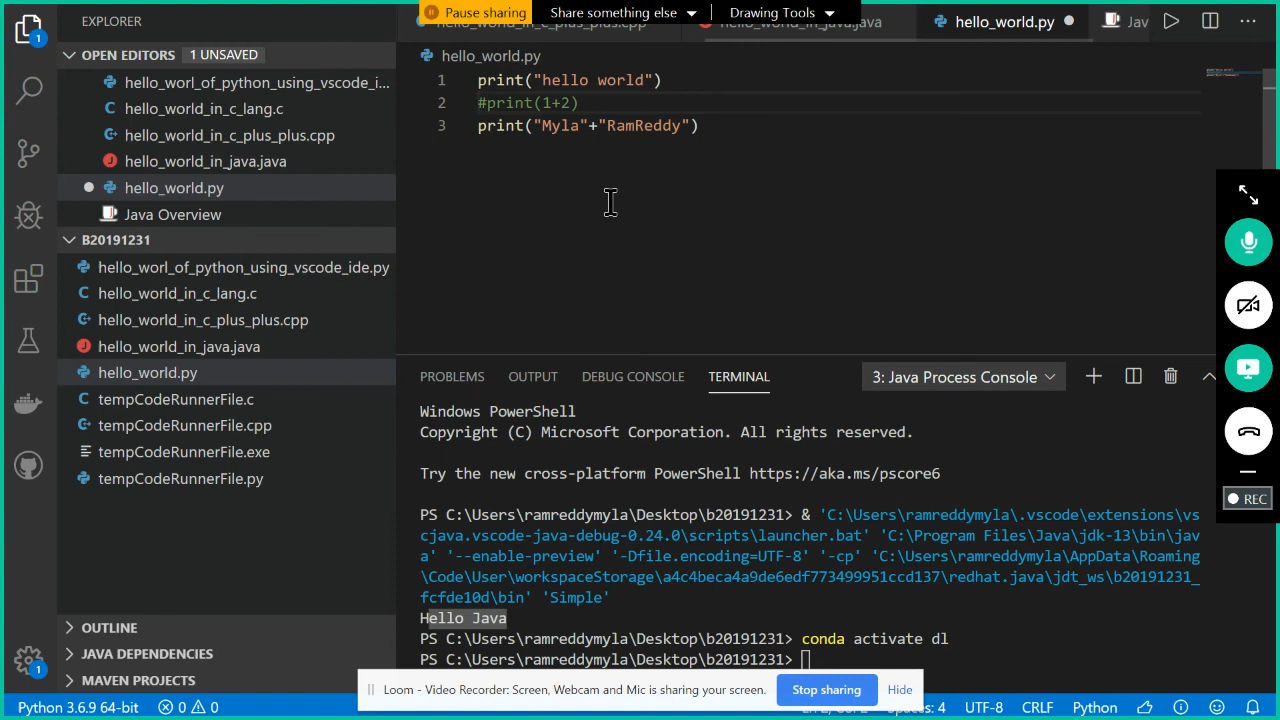 EXPLORER
Pause sharing
Share something else
Drawing Tools
hello_world_in_c_plus_plus.cpp
hello_world_in_java.java
hello_world.py
Jav
OPEN EDITORS
1 UNSAVED
hello_worl_of_python_using_vscode_i...
hello_world_in_c_lang.c
hello_world_in_c_plus_plus.cpp
hello_world_in_java.java
hello_world.py
Java Overview
B20191231
hello_worl_of_python_using_vscode_ide.py
hello_world_in_c_lang.c
hello_world_in_c_plus_plus.cpp
hello_world_in_java.java
hello_world.py
tempCodeRunnerFile.c
tempCodeRunnerFile.cpp
tempCodeRunnerFile.exe
tempCodeRunnerFile.py
OUTLINE
JAVA DEPENDENCIES
MAVEN PROJECTS
1
1
hello_world.py
1 print("hello world")
2 #print(1+2)
3 print("Myla"+"RamReddy")
PROBLEMS OUTPUT DEBUG CONSOLE TERMINAL 3: Java Process Console
Windows PowerShell
Copyright (C) Microsoft Corporation. All rights reserved.
Try the new cross-platform PowerShell https://aka.ms/pscore6
PS C:\Users\ramreddymyla\Desktop\b20191231> & 'C:\Users\ramreddymyla\.vscode\extensions\vs
cjava.vscode-java-debug-0.24.0\scripts\launcher.bat' 'C:\Program Files\Java\jdk-13\bin\jav
a' '--enable-preview' '-Dfile.encoding=UTF-8' '-cp' 'C:\Users\ramreddymyla\AppData\Roaming
\Code\User\workspaceStorage\a4c4beca4a9de6edf773499951ccd137\redhat.java\jdt_ws\b20191231_
fcfde10d\bin' 'Simple'
Hello Java
PS C:\Users\ramreddymyla\Desktop\b20191231> conda activate dl
PS C:\Users\ramreddymyla\Desktop\b20191231>
REC
Loom - Video Recorder: Screen, Webcam and Mic is sharing your screen.
Stop sharing
Hide
Python 3.6.9 64-bit
0
0
Spaces: 4
UTF-8
CRLF
Python